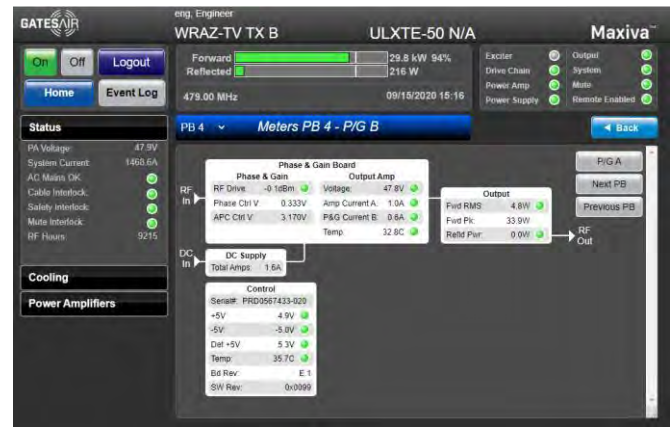 GATESAIR
eng, Engineer
WRAZ-TV TX B
ULXTE-50 N/A
Maxiva
On
Off
Logout
Home
Event Log
Forward 29.8 kW 94%
Reflected 216 W
479.00 MHz
09/15/2020 15:16
Exciter
Drive Chain
Power Amp
Power Supply
Output
System
Mute
Remote Enabled
Status
PA Voltage: 47.9V
System Current: 1468.6A
AC Mains OK:
Cable Interlock:
Safety Interlock:
Mute Interlock:
RF Hours: 9215
Cooling
Power Amplifiers
PB 4
Meters PB 4 - P/G B
Back
P/G A
Next PB
Previous PB
RF
In
Phase & Gain Board
Phase & Gain
RF Drive: -0.1dBm
Phase Ctrl V: 0.333V
APC Ctrl V: 3.170V
Output Amp
Voltage: 47.8V
Amp Current A: 1.0A
P&G Current B: 0.6A
Temp: 32.8C
Output
Fwd RMS: 4.8W
Fwd Pk: 33.9W
Refld Pwr: 0.0W
RF
Out
DC
In
DC Supply
Total Amps: 1.6A
Control
Serial#: PRD0567433-020
+5V: 4.9V
-5V: -5.0V
Det +5V: 5.3V
Temp: 35.7C
Bd Rev: E.1
SW Rev: 0x0099